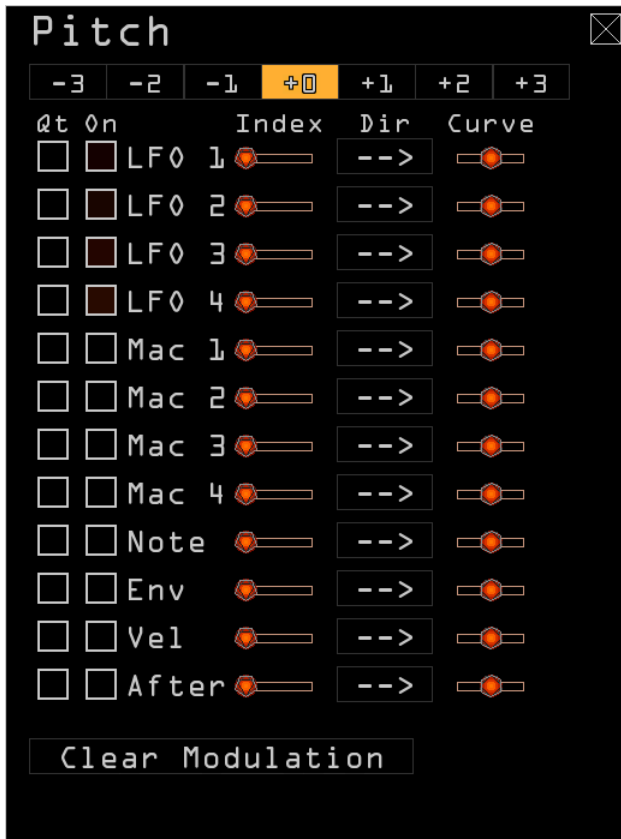 Pitch
-3 -2 -1 +0 +1 +2 +3
Qt On Index Dir Curve
LFO 1 -->
LFO 2 -->
LFO 3 -->
LFO 4 -->
Mac 1 -->
Mac 2 -->
Mac 3 -->
Mac 4 -->
Note -->
Env -->
Vel -->
After -->
Clear Modulation